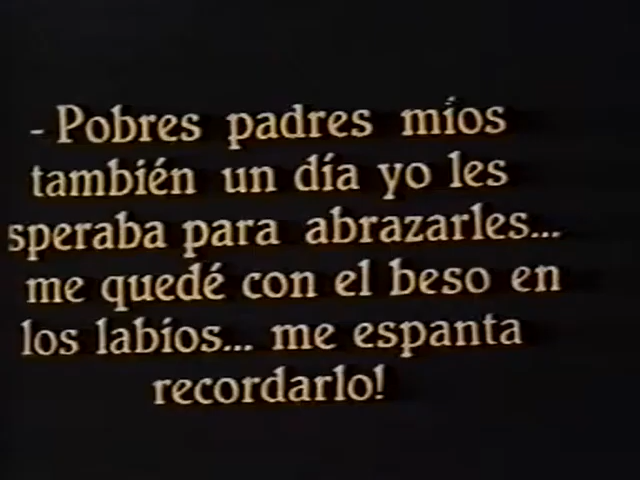 - Pobres padres míos
también un día yo les
speraba para abrazarles...
me quedé con el beso en
los labios... me espanta
recordarlo!